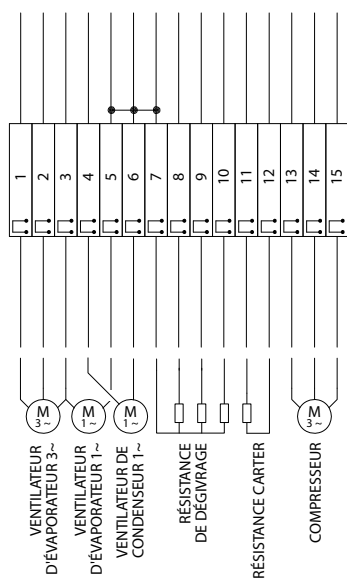 1
2
3
4
5
6
7
8
9
10
11
12
13
14
15
M
3~
M
1~
M
1~
M
3~
VENTILATEUR
D'ÉVAPORATEUR 3~
VENTILATEUR
D'ÉVAPORATEUR 1~
VENTILATEUR DE
CONDENSEUR 1~
RÉSISTANCE
DE DÉGIVRAGE
RÉSISTANCE CARTER
COMPRESSEUR